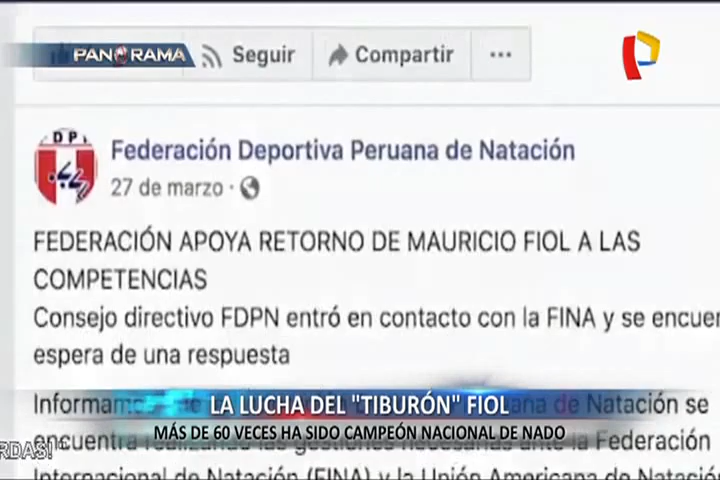 PANORAMA
Seguir
Compartir
...
DP
Federación Deportiva Peruana de Natación
27 de marzo ·
FEDERACIÓN APOYA RETORNO DE MAURICIO FIOL A LAS
COMPETENCIAS
Consejo directivo FDPN entró en contacto con la FINA y se encuer
espera de una respuesta
LA LUCHA DEL "TIBURÓN" FIOL
de Natación se
MÁS DE 60 VECES HA SIDO CAMPEÓN NACIONAL DE NADO
RDAS!
Federación
Internacional de Natación (FINA) y la Unión Americana de Natación